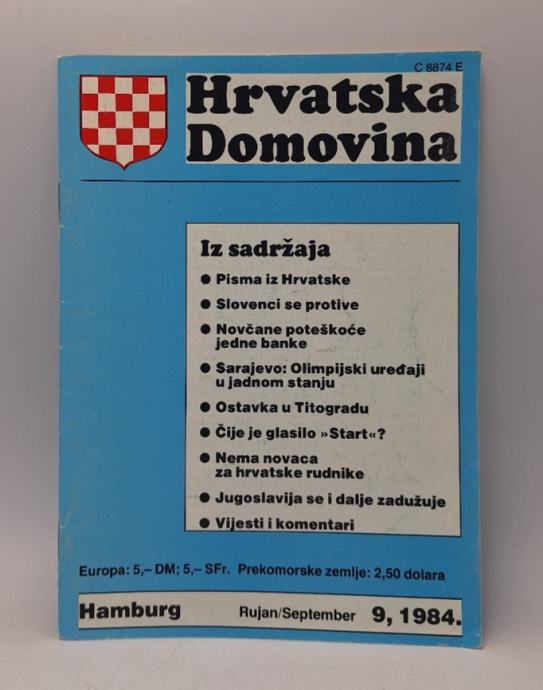 C 8874 E
Hrvatska
Domovina
Iz sadržaja
● Pisma iz Hrvatske
● Slovenci se protive
● Novčane poteškoće
jedne banke
● Sarajevo: Olimpijski uređaji
u jadnom stanju
● Ostavka u Titogradu
● Čije je glasilo »Start«?
● Nema novaca
za hrvatske rudnike
● Jugoslavija se i dalje zadužuje
● Vijesti i komentari
Europa: 5,– DM; 5,– SFr. Prekomorske zemlje: 2,50 dolara
Hamburg Rujan/September 9, 1984.